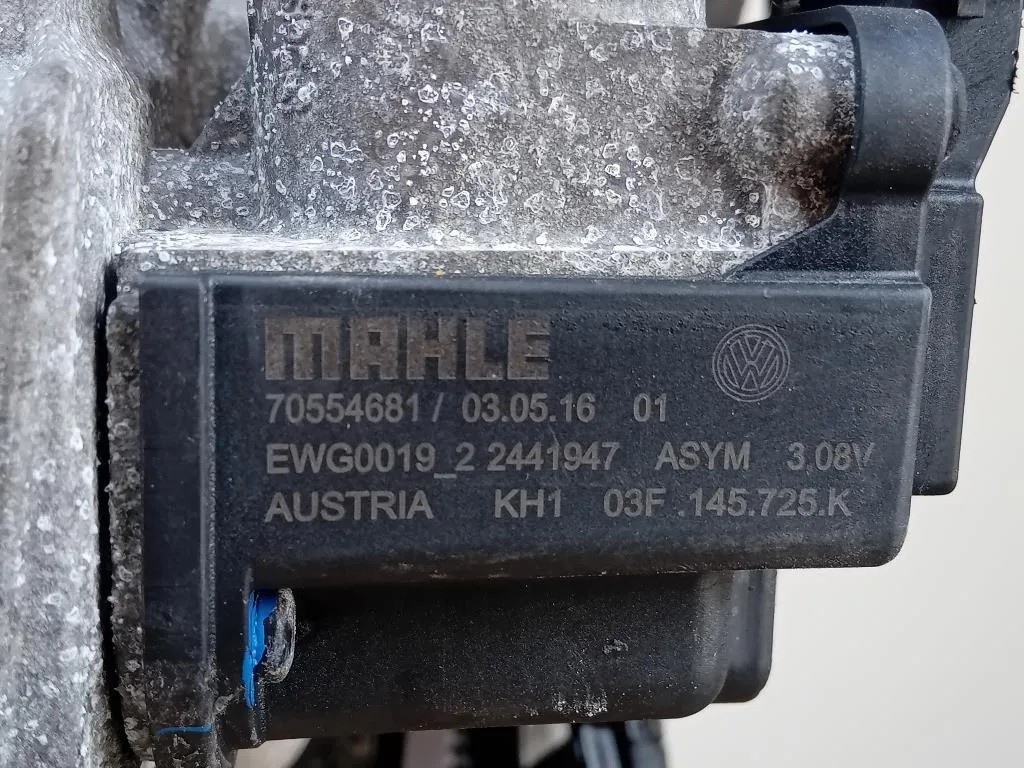 MAHLE
70554681 / 03.05.16 01
EWG0019_2 2441947 ASYM 3.08V
AUSTRIA KH1 03F.145.725.K